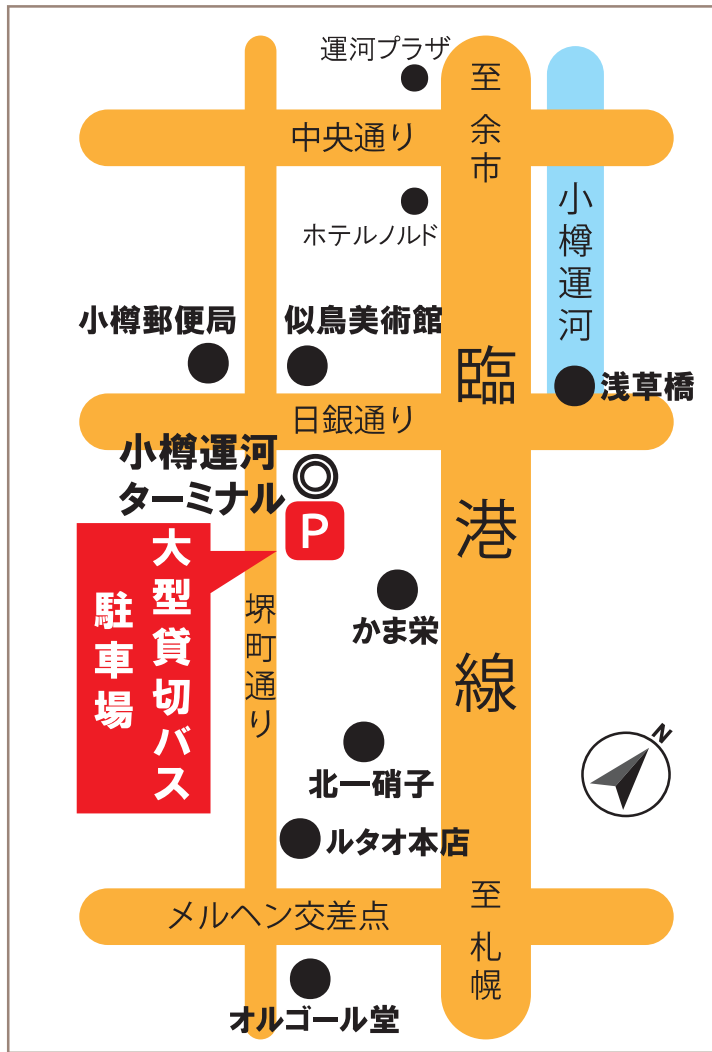 運河プラザ
至 余市
中央通り
小樽運河
ホテルノルド
小樽郵便局
似鳥美術館
臨港線
浅草橋
日銀通り
小樽運河
ターミナル
P
大型貸切バス
駐車場
堺町通り
かま栄
北一硝子
N
ルタオ本店
メルヘン交差点
至 札幌
オルゴール堂